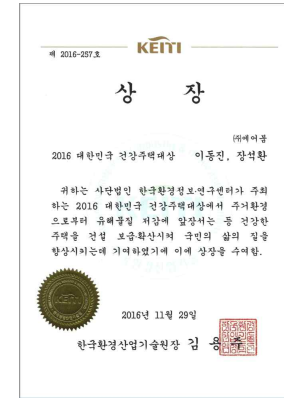 KEITI
제 2016-257호
상 장
(주)에어블
2016 대한민국 건강주택대상 이동진, 장석환
귀하는 사단법인 한국환경정보연구센터가 주최
하는 2016 대한민국 건강주택대상에서 주거환경
으로부터 유해물질 저감에 앞장서는 등 건강한
주택을 건설 보급확산시켜 국민의 삶의 질을
향상시키는데 기여하였기에 이에 상장을 수여함.
KEITI
2016년 11월 29일
한국환경산업기술원장 김 용 주